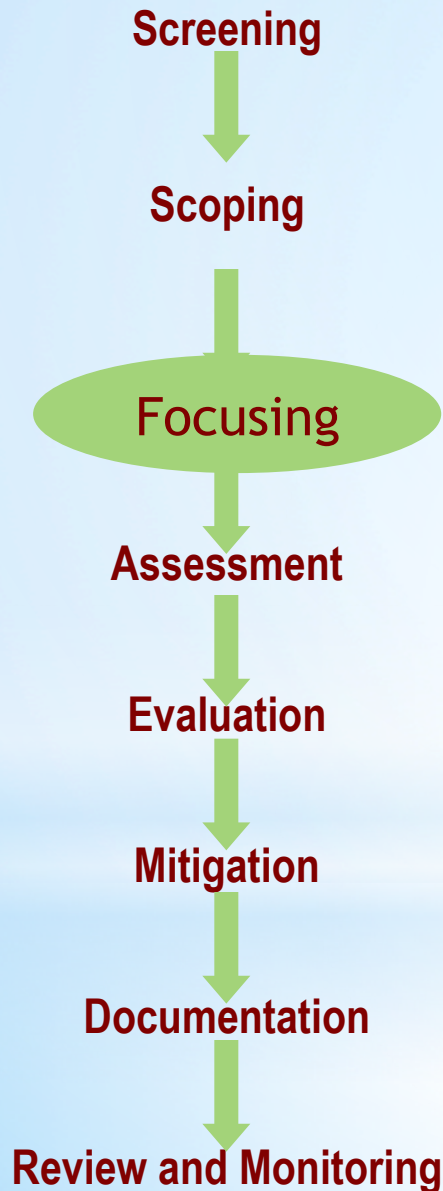 Screening
Scoping
Focusing
Assessment
Evaluation
Mitigation
Documentation
Review and Monitoring